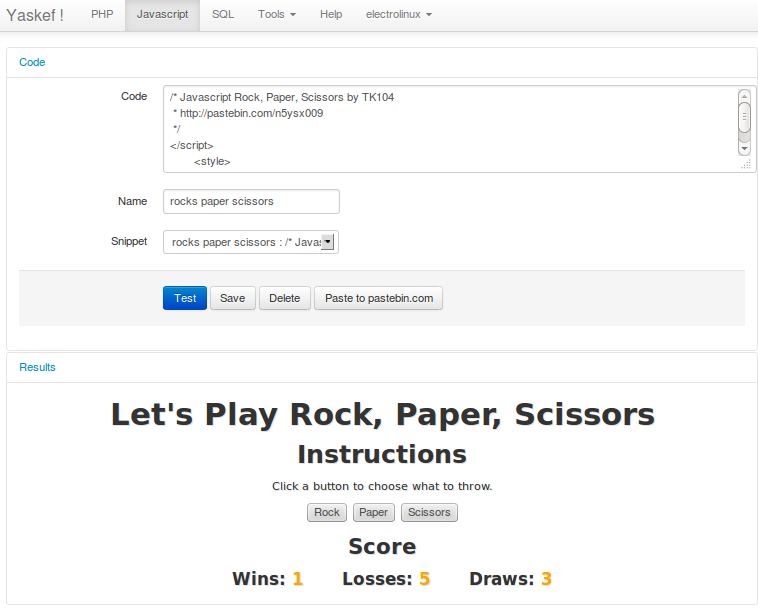 Yaskef ! PHP Javascript SQL Tools Help electrolinux
Code
Code
/* Javascript Rock, Paper, Scissors by TK104
* http://pastebin.com/n5ysx009
*/
</script>
<style>
Name rocks paper scissors
Snippet rocks paper scissors : /* Javas
Test Save Delete Paste to pastebin.com
Results
Let's Play Rock, Paper, Scissors
Instructions
Click a button to choose what to throw.
Rock Paper Scissors
Score
Wins: 1 Losses: 5 Draws: 3